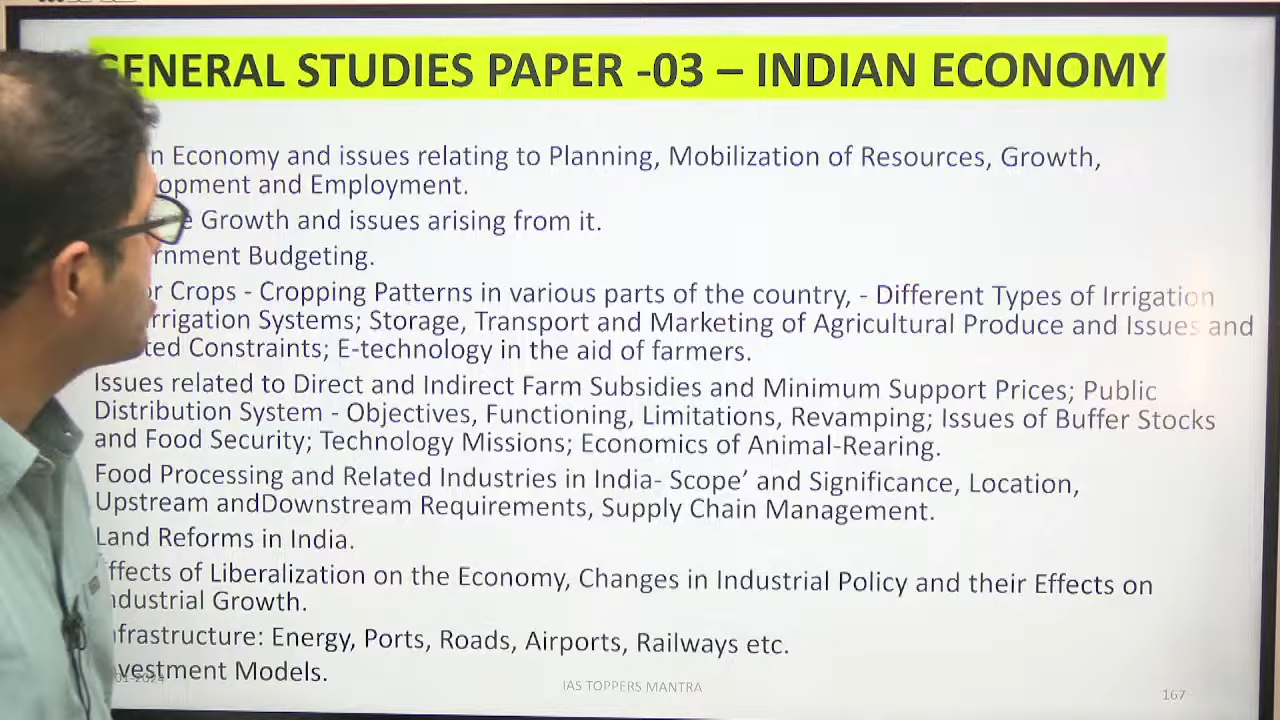 GENERAL STUDIES PAPER -03 – INDIAN ECONOMY
n Economy and issues relating to Planning, Mobilization of Resources, Growth,
opment and Employment.
e Growth and issues arising from it.
rnment Budgeting.
or Crops - Cropping Patterns in various parts of the country, - Different Types of Irrigation
rrigation Systems; Storage, Transport and Marketing of Agricultural Produce and Issues and
ted Constraints; E-technology in the aid of farmers.
Issues related to Direct and Indirect Farm Subsidies and Minimum Support Prices; Public
Distribution System - Objectives, Functioning, Limitations, Revamping; Issues of Buffer Stocks
and Food Security; Technology Missions; Economics of Animal-Rearing.
Food Processing and Related Industries in India- Scope’ and Significance, Location,
Upstream andDownstream Requirements, Supply Chain Management.
Land Reforms in India.
Effects of Liberalization on the Economy, Changes in Industrial Policy and their Effects on
Industrial Growth.
Infrastructure: Energy, Ports, Roads, Airports, Railways etc.
Investment Models.
01-2024
IAS TOPPERS MANTRA
167